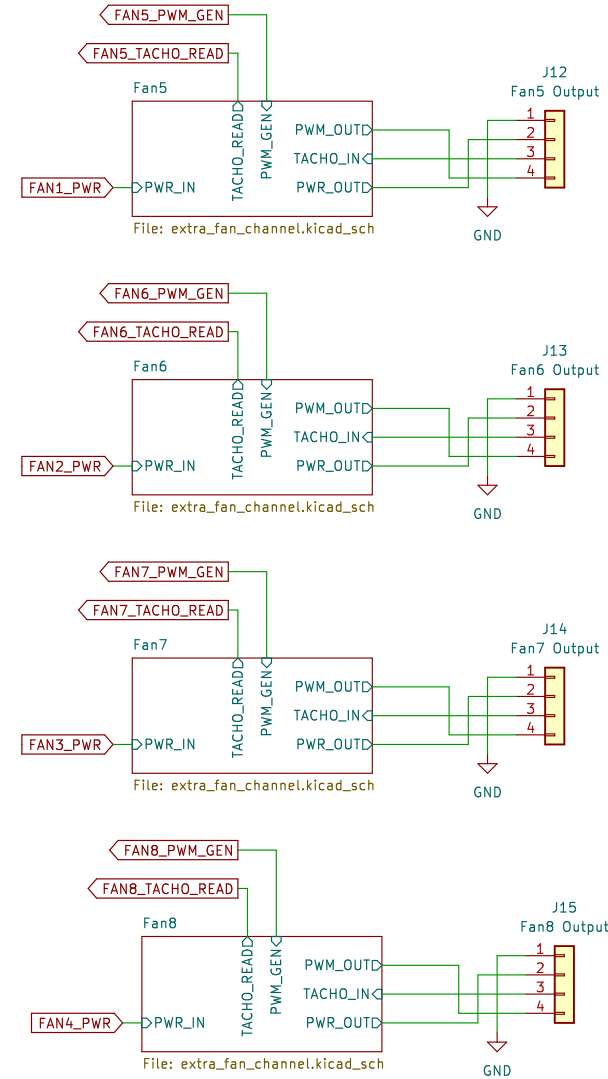 FAN5_PWM_GEN
FAN5_TACHO_READ
J12
Fan5 Output
Fan5
TACHO_READ
PWM_GEN
PWM_OUT
TACHO_IN
PWR_OUT
1
2
3
4
FAN1_PWR
PWR_IN
File: extra_fan_channel.kicad_sch
GND
FAN6_PWM_GEN
FAN6_TACHO_READ
J13
Fan6 Output
Fan6
TACHO_READ
PWM_GEN
PWM_OUT
TACHO_IN
PWR_OUT
1
2
3
4
FAN2_PWR
PWR_IN
File: extra_fan_channel.kicad_sch
GND
FAN7_PWM_GEN
FAN7_TACHO_READ
J14
Fan7 Output
Fan7
TACHO_READ
PWM_GEN
PWM_OUT
TACHO_IN
PWR_OUT
1
2
3
4
FAN3_PWR
PWR_IN
File: extra_fan_channel.kicad_sch
GND
FAN8_PWM_GEN
FAN8_TACHO_READ
J15
Fan8 Output
Fan8
TACHO_READ
PWM_GEN
PWM_OUT
TACHO_IN
PWR_OUT
1
2
3
4
FAN4_PWR
PWR_IN
File: extra_fan_channel.kicad_sch
GND